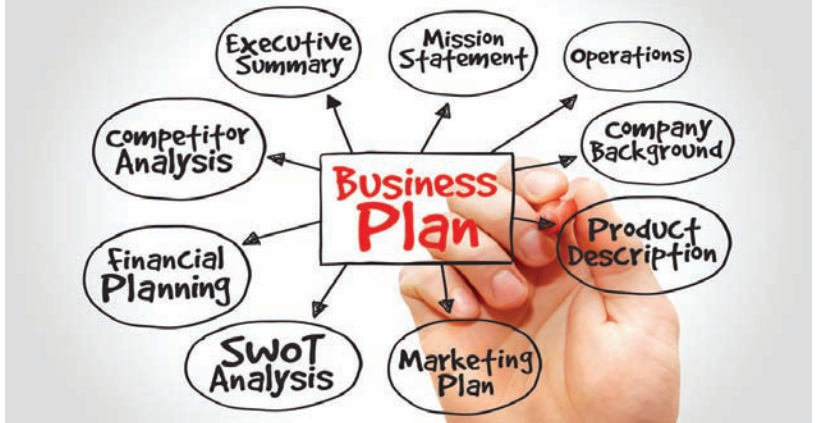 Executive
Summary
Mission
Statement
Operations
Competitor
Analysis
Company
Background
Business
Plan
Product
Description
Financial
Planning
SWOT
Analysis
Marketing
Plan